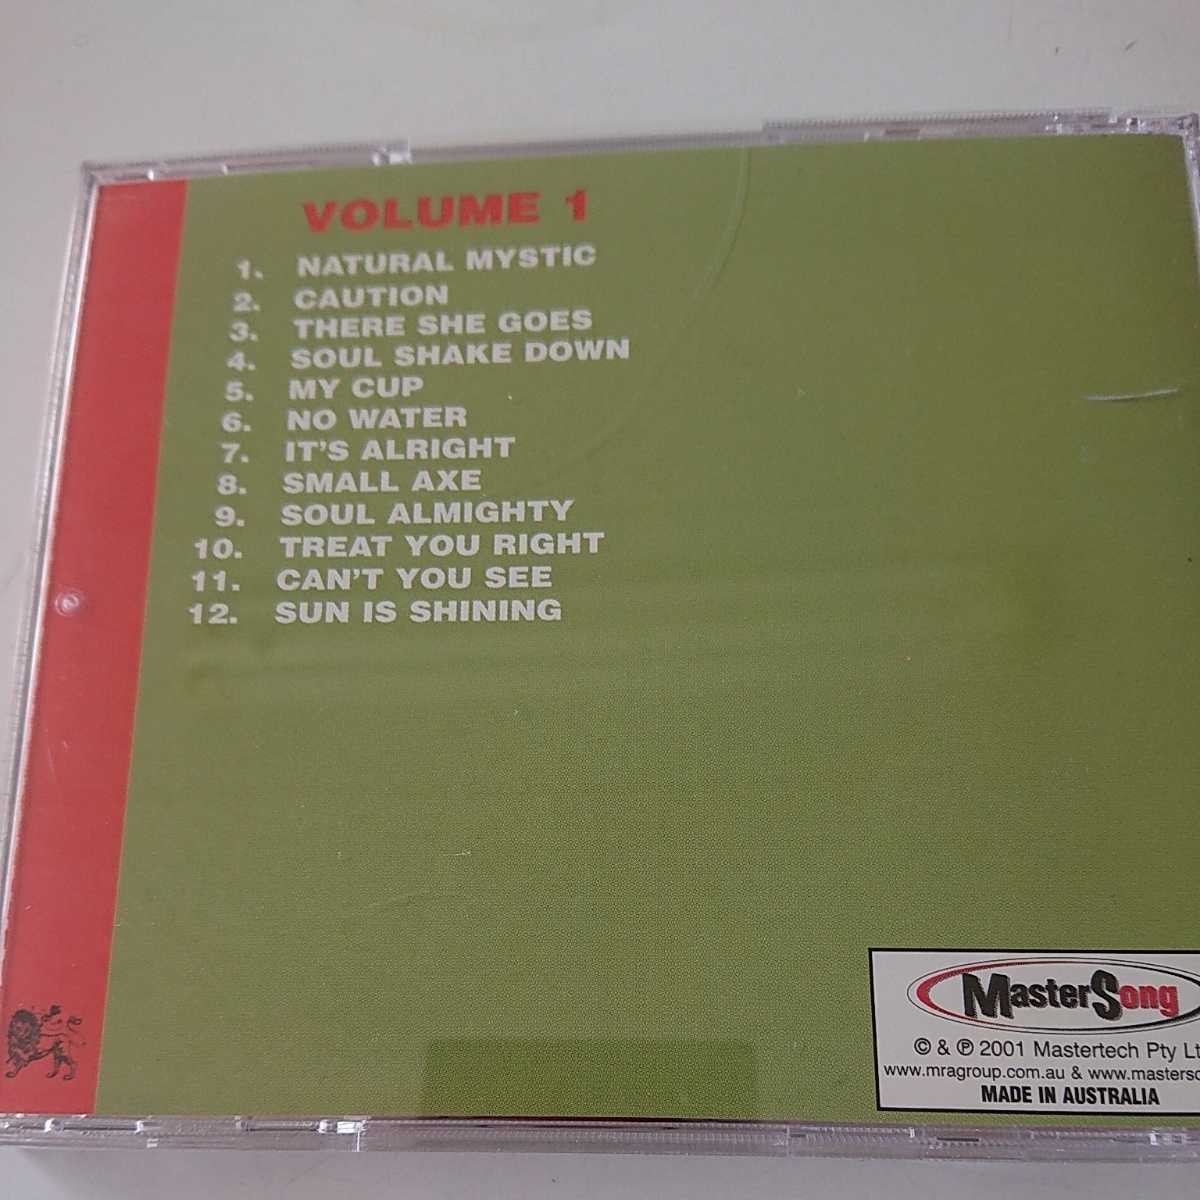 VOLUME 1
1. NATURAL MYSTIC
2. CAUTION
3. THERE SHE GOES
4. SOUL SHAKE DOWN
5. MY CUP
6. NO WATER
7. IT'S ALRIGHT
8. SMALL AXE
9. SOUL ALMIGHTY
10. TREAT YOU RIGHT
11. CAN'T YOU SEE
12. SUN IS SHINING
MasterSong
© & ℗ 2001 Mastertech Pty Lt
www.mragroup.com.au & www.masterso
MADE IN AUSTRALIA